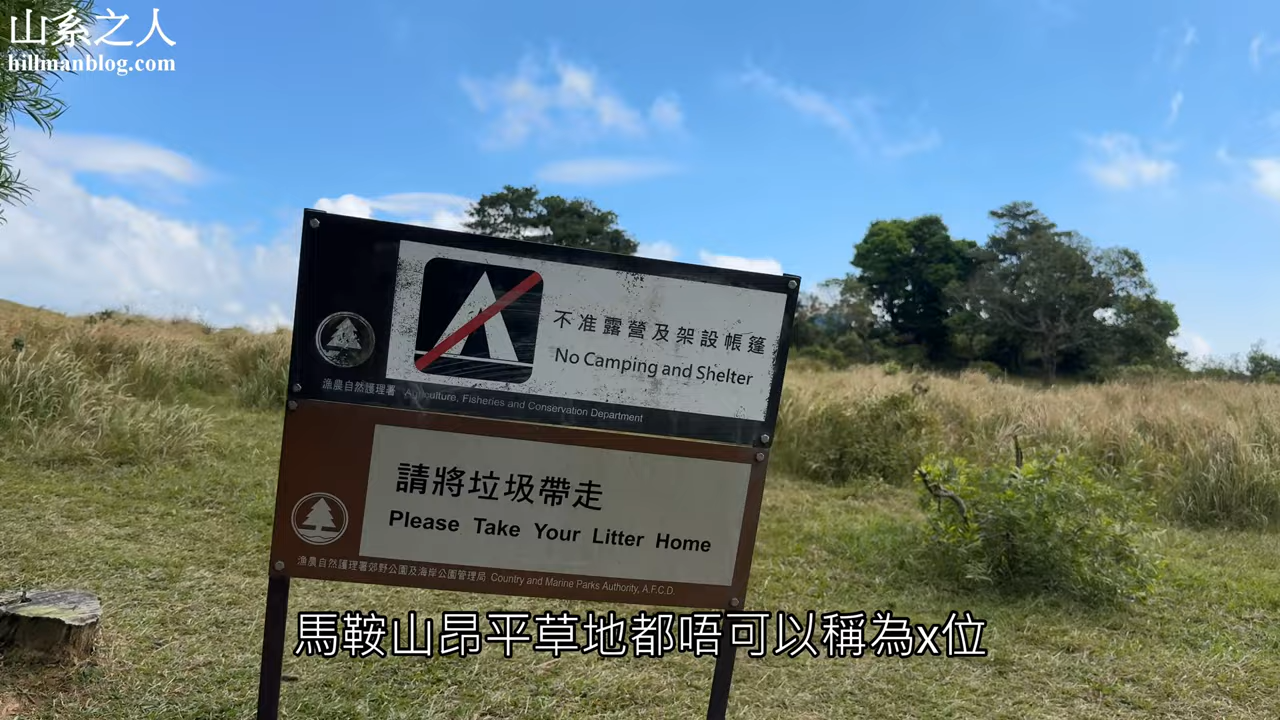 山系之人
hillmanblog.com
不准露營及架設帳篷
No Camping and Shelter
漁農自然護理署 Agriculture, Fisheries and Conservation Department
請將垃圾帶走
Please Take Your Litter Home
漁農自然護理署郊野公園及海岸公園管理局 Country and Marine Parks Authority, A.F.C.D.
馬鞍山昂平草地都唔可以稱為x位